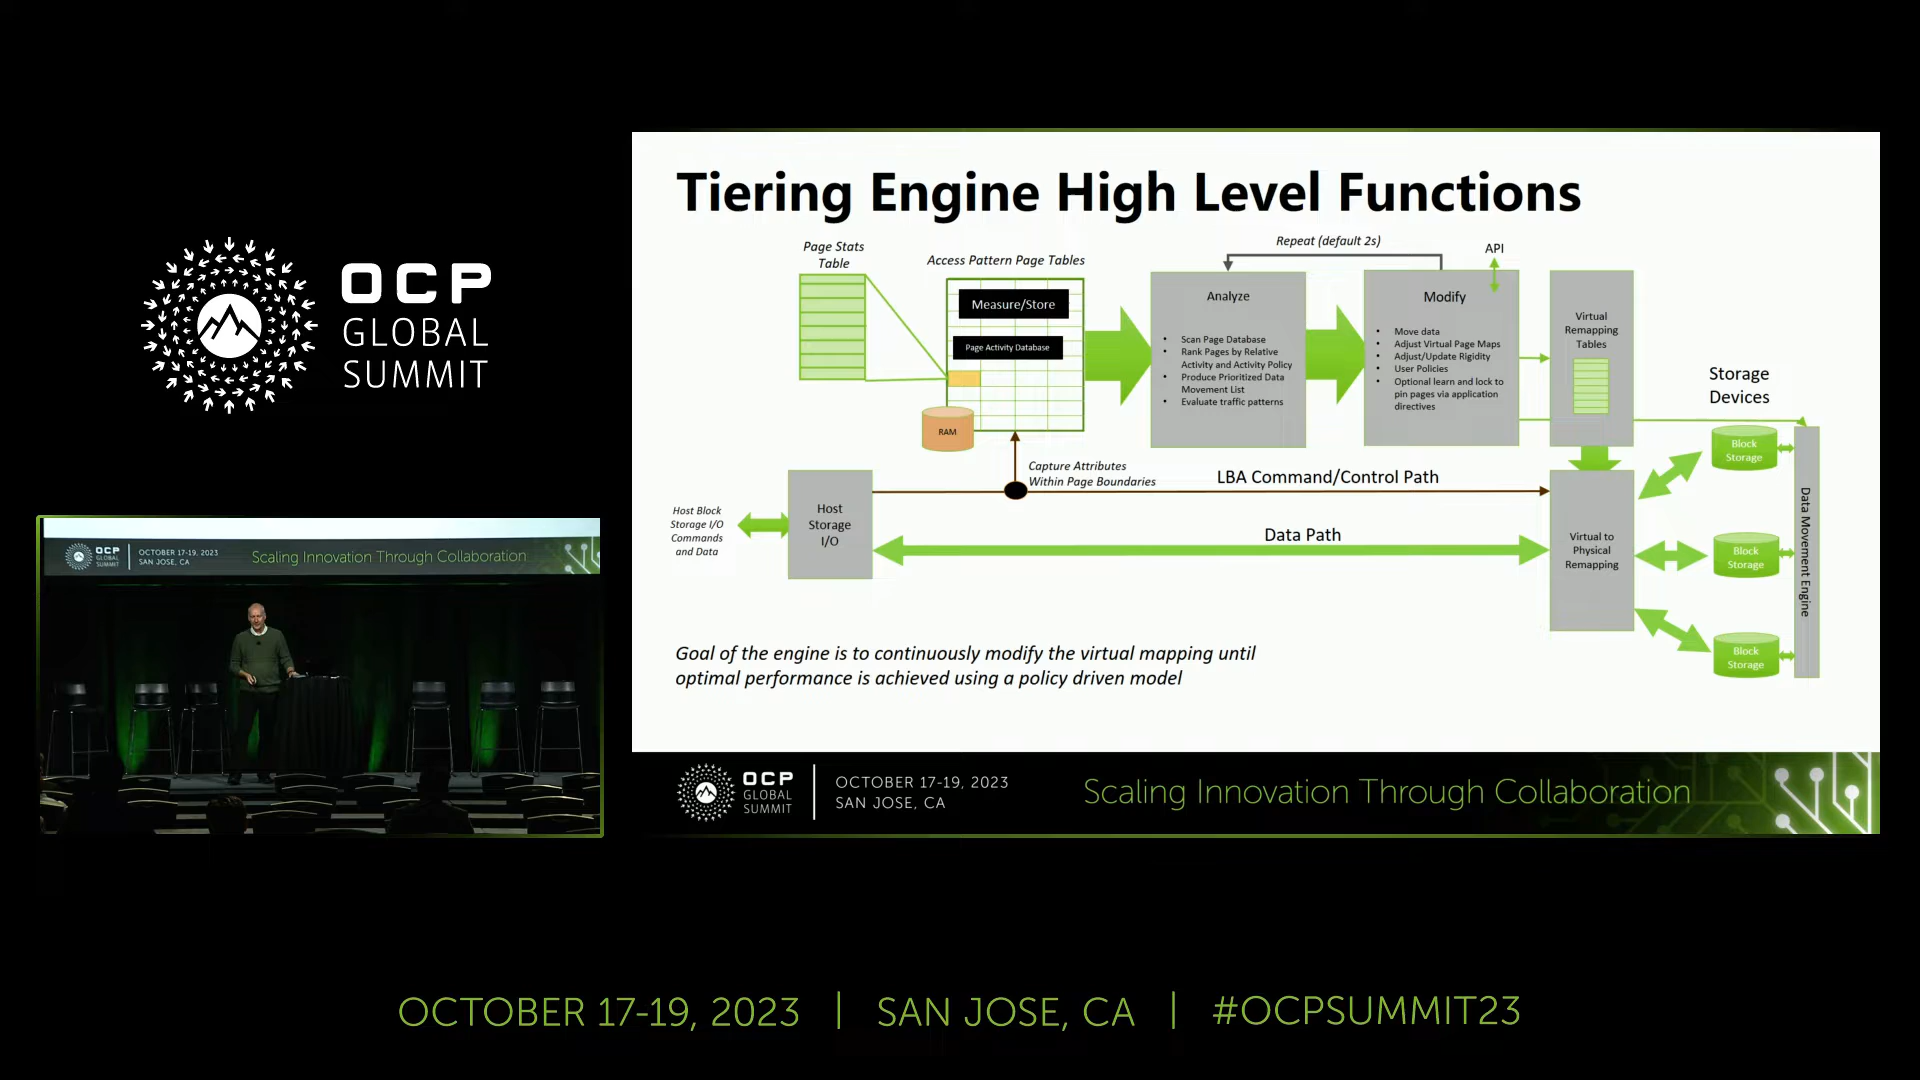 OCP
GLOBAL
SUMMIT
OCP
GLOBAL
SUMMIT
OCTOBER 17-19, 2023
SAN JOSE, CA
Scaling Innovation Through Collaboration
Tiering Engine High Level Functions
Page Stats
Table
Access Pattern Page Tables
Measure/Store
Page Activity Database
RAM
Repeat (default 2s)
API
Analyze
• Scan Page Database
• Rank Pages by Relative
Activity and Activity Policy
• Produce Prioritized Data
Movement List
• Evaluate traffic patterns
Modify
• Move data
• Adjust Virtual Page Maps
• Adjust/Update Rigidity
• User Policies
• Optional learn and lock to
pin pages via application
directives
Virtual
Remapping
Tables
Storage
Devices
Block
Storage
Block
Storage
Block
Storage
Data Movement Engine
Capture Attributes
Within Page Boundaries
LBA Command/Control Path
Host Block
Storage I/O
Commands
and Data
Host
Storage
I/O
Data Path
Virtual to
Physical
Remapping
Goal of the engine is to continuously modify the virtual mapping until
optimal performance is achieved using a policy driven model
OCP
GLOBAL
SUMMIT
OCTOBER 17-19, 2023
SAN JOSE, CA
Scaling Innovation Through Collaboration
OCTOBER 17-19, 2023 | SAN JOSE, CA | #OCPSUMMIT23